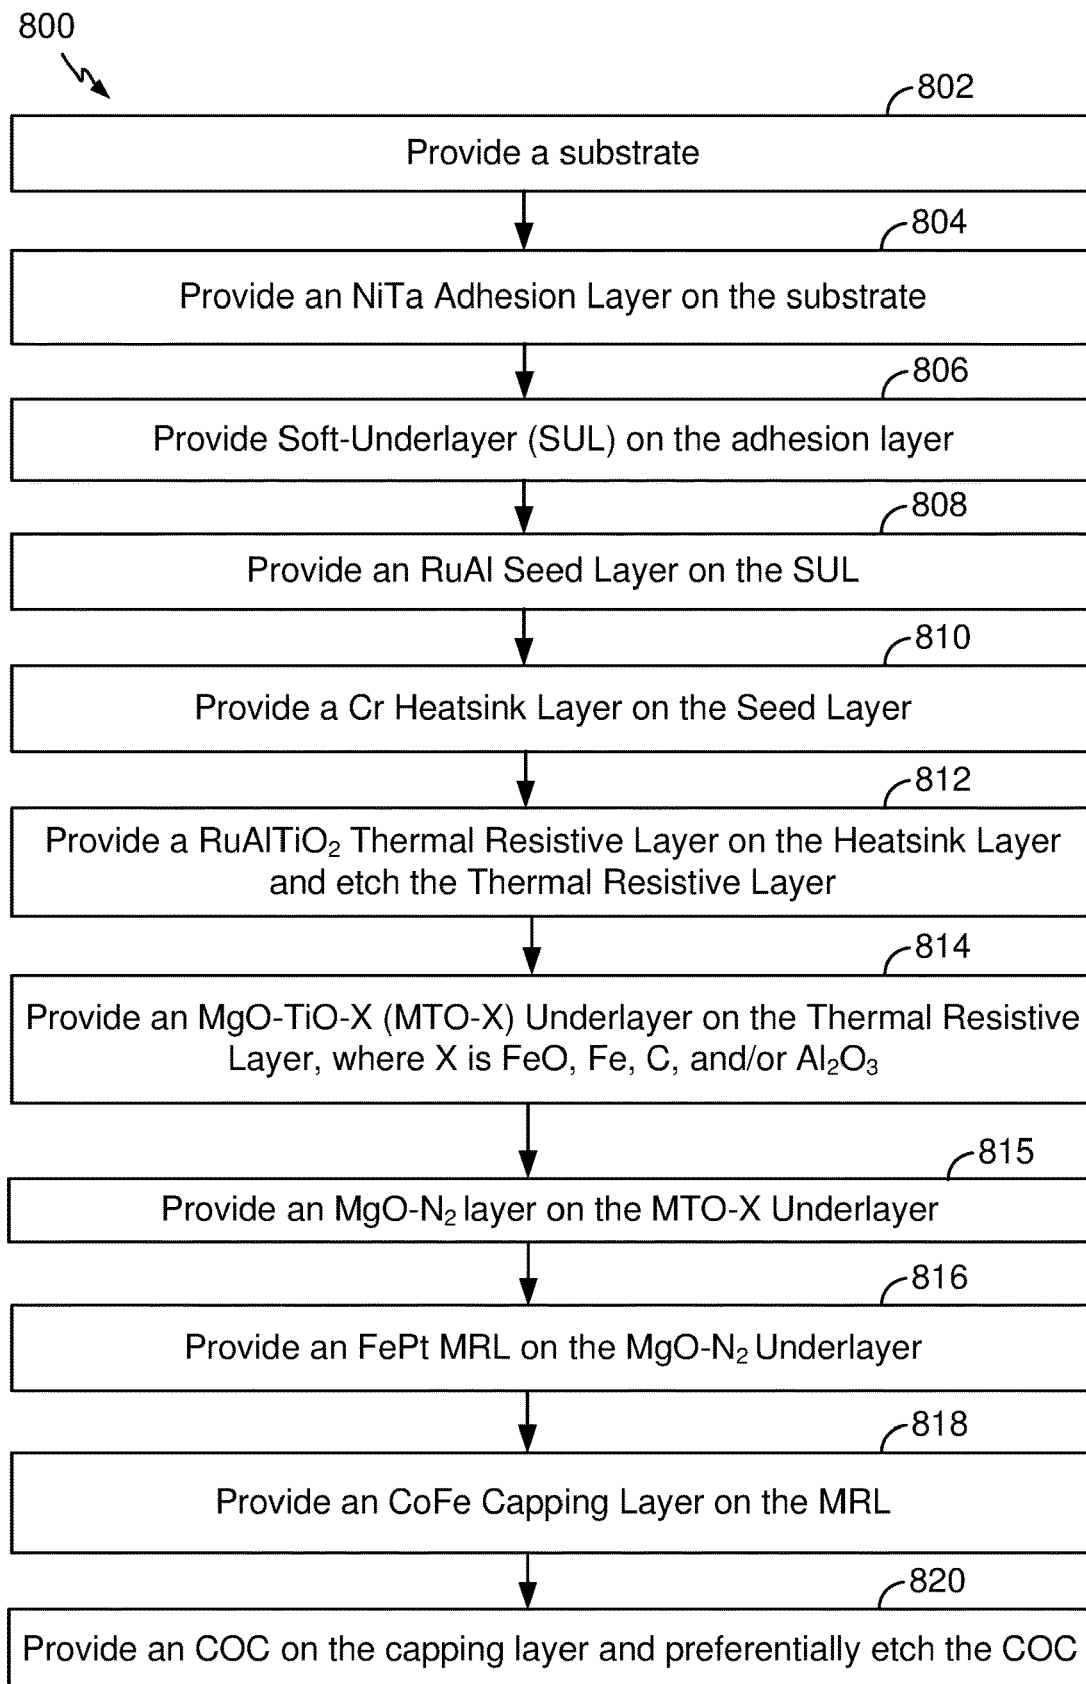 800
802
Provide a substrate
804
Provide an NiTa Adhesion Layer on the substrate
806
Provide Soft-Underlayer (SUL) on the adhesion layer
808
Provide an RuAl Seed Layer on the SUL
810
Provide a Cr Heatsink Layer on the Seed Layer
812
Provide a RuAlTiO₂ Thermal Resistive Layer on the Heatsink Layer
and etch the Thermal Resistive Layer
814
Provide an MgO-TiO-X (MTO-X) Underlayer on the Thermal Resistive
Layer, where X is FeO, Fe, C, and/or Al₂O₃
815
Provide an MgO-N₂ layer on the MTO-X Underlayer
816
Provide an FePt MRL on the MgO-N₂ Underlayer
818
Provide an CoFe Capping Layer on the MRL
820
Provide an COC on the capping layer and preferentially etch the COC